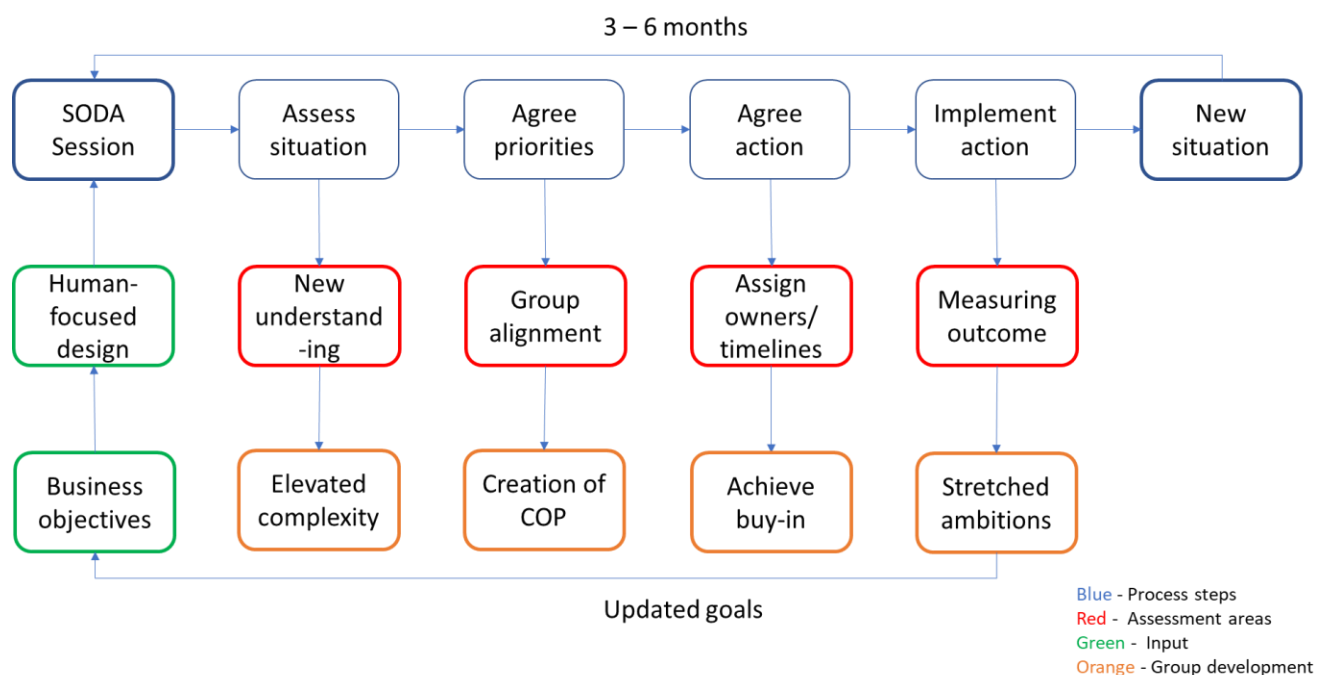 3 – 6 months
SODA
Session
Assess
situation
Agree
priorities
Agree
action
Implement
action
New
situation
Human-
focused
design
New
understand
-ing
Group
alignment
Assign
owners/
timelines
Measuring
outcome
Business
objectives
Elevated
complexity
Creation of
COP
Achieve
buy-in
Stretched
ambitions
Updated goals
Blue - Process steps
Red - Assessment areas
Green - Input
Orange - Group development